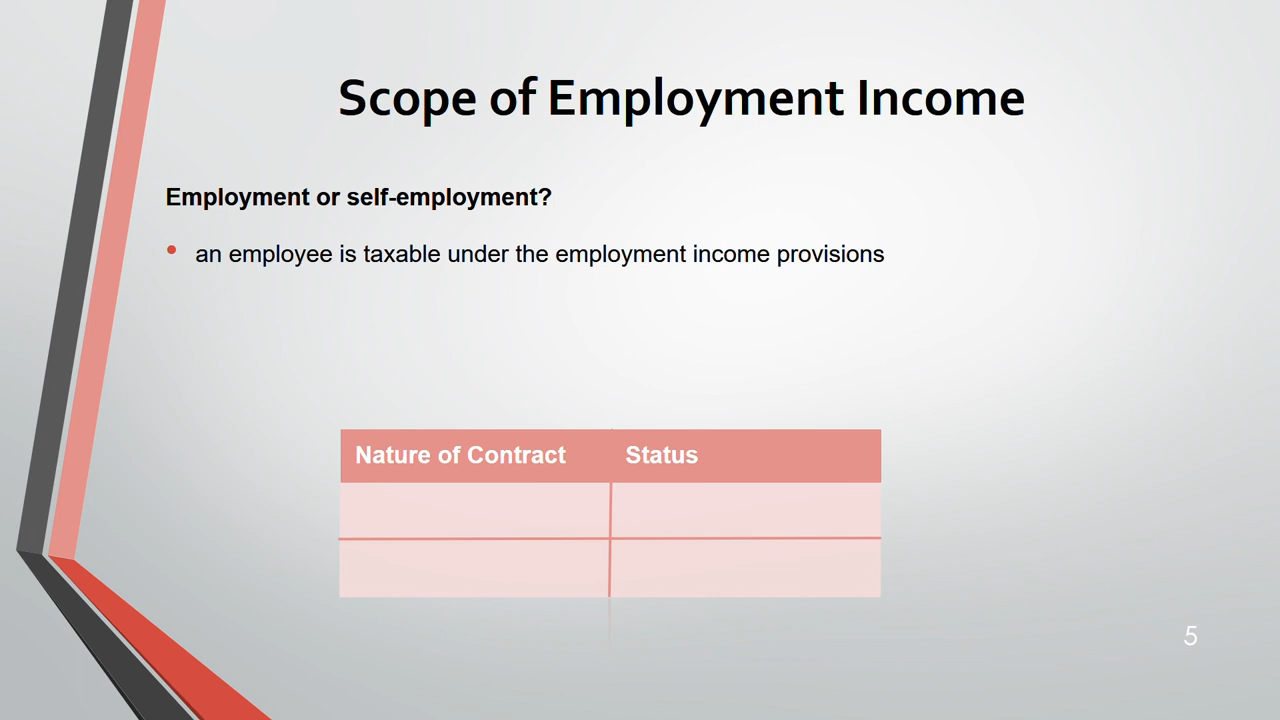 Scope of Employment Income
Employment or self-employment?
• an employee is taxable under the employment income provisions
Nature of Contract Status
5